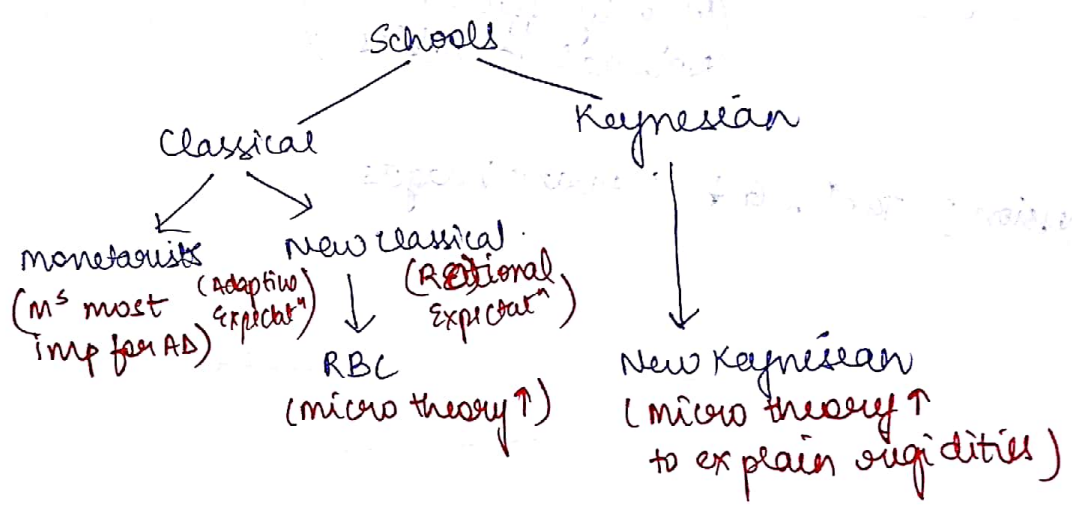 Schools
Classical
Keynesian
Monetarists
(Mˢ most
imp for AD)
(Adaptive
Expectatⁿ)
New Classical
(Rational
Expectatⁿ)
RBC
(micro theory↑)
New Keynesian
(micro theory↑
to explain rigidities)